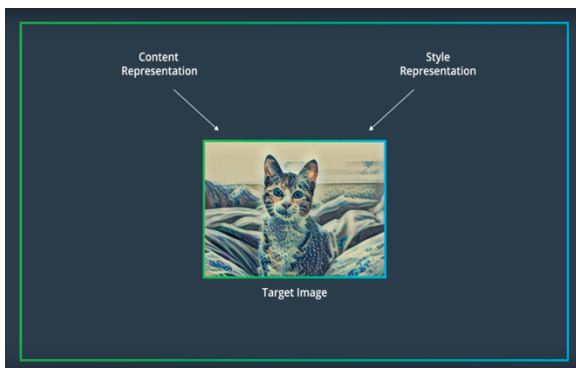 Content
Representation
Style
Representation
Target Image